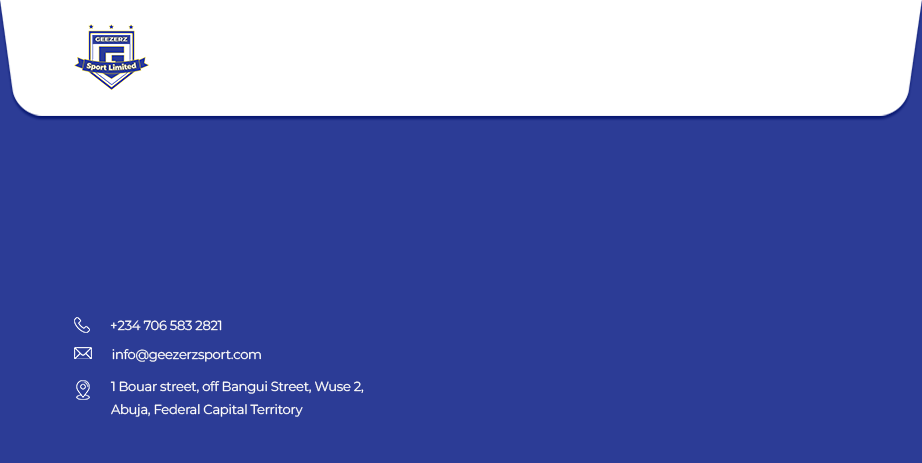 GEEZERZ
Sport Limited
+234 706 583 2821
info@geezerzsport.com
1 Bouar street, off Bangui Street, Wuse 2,
Abuja, Federal Capital Territory